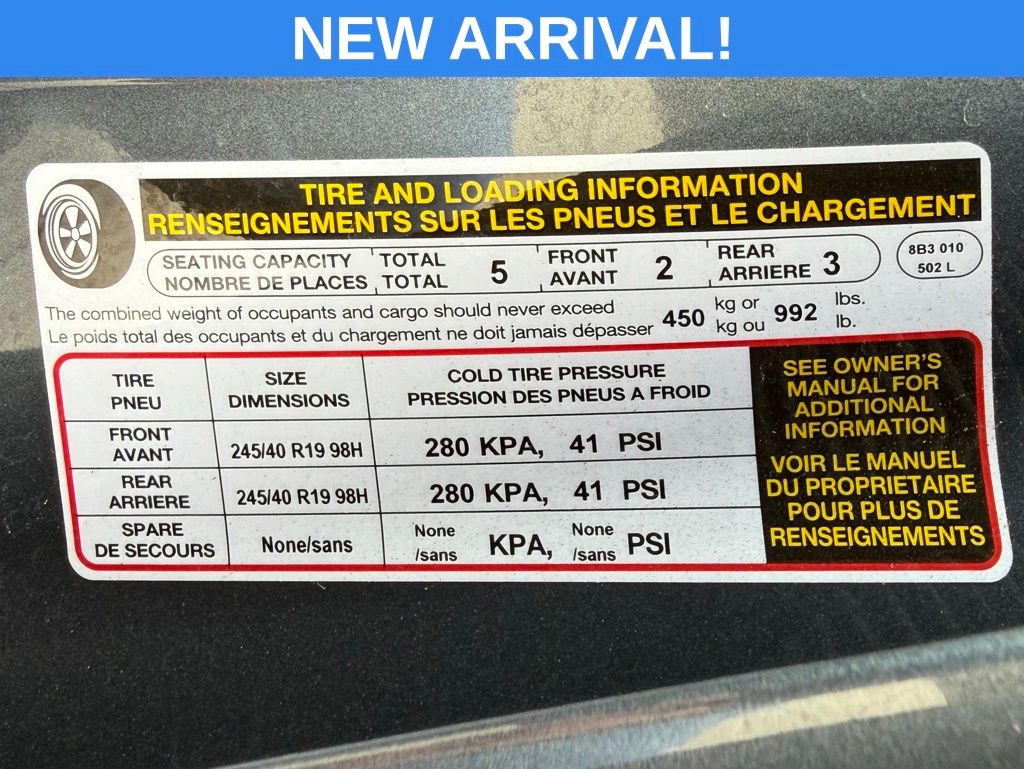 NEW ARRIVAL!
TIRE AND LOADING INFORMATION
RENSEIGNEMENTS SUR LES PNEUS ET LE CHARGEMENT
SEATING CAPACITY TOTAL 5 FRONT 2 REAR 3
NOMBRE DE PLACES TOTAL AVANT ARRIERE
8B3 010
502 L
The combined weight of occupants and cargo should never exceed 450 kg or 992 lbs.
Le poids total des occupants et du chargement ne doit jamais dépasser kg ou lb.
TIRE SIZE COLD TIRE PRESSURE
PNEU DIMENSIONS PRESSION DES PNEUS A FROID
FRONT
AVANT 245/40 R19 98H 280 KPA, 41 PSI
REAR
ARRIERE 245/40 R19 98H 280 KPA, 41 PSI
SPARE None None
DE SECOURS None/sans /sans KPA, /sans PSI
SEE OWNER'S
MANUAL FOR
ADDITIONAL
INFORMATION
VOIR LE MANUEL
DU PROPRIETAIRE
POUR PLUS DE
RENSEIGNEMENTS